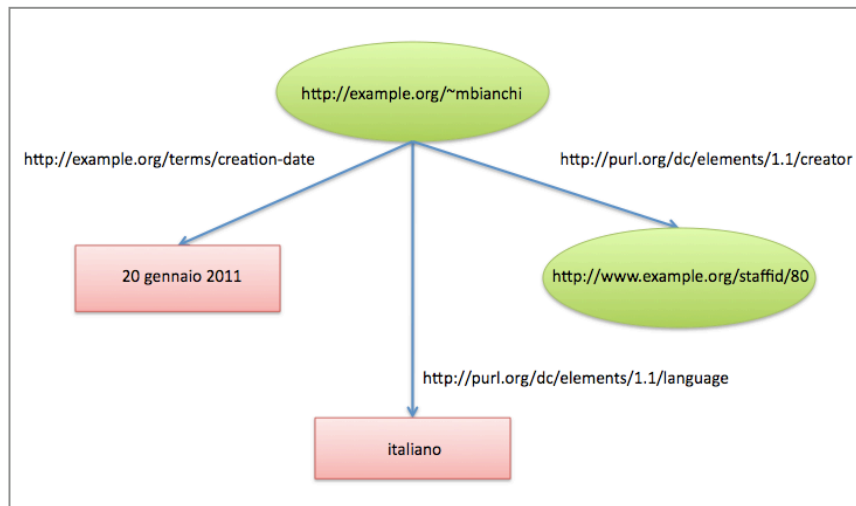 http://example.org/~mbianchi
http://example.org/terms/creation-date
http://purl.org/dc/elements/1.1/creator
20 gennaio 2011
http://www.example.org/staffid/80
http://purl.org/dc/elements/1.1/language
italiano